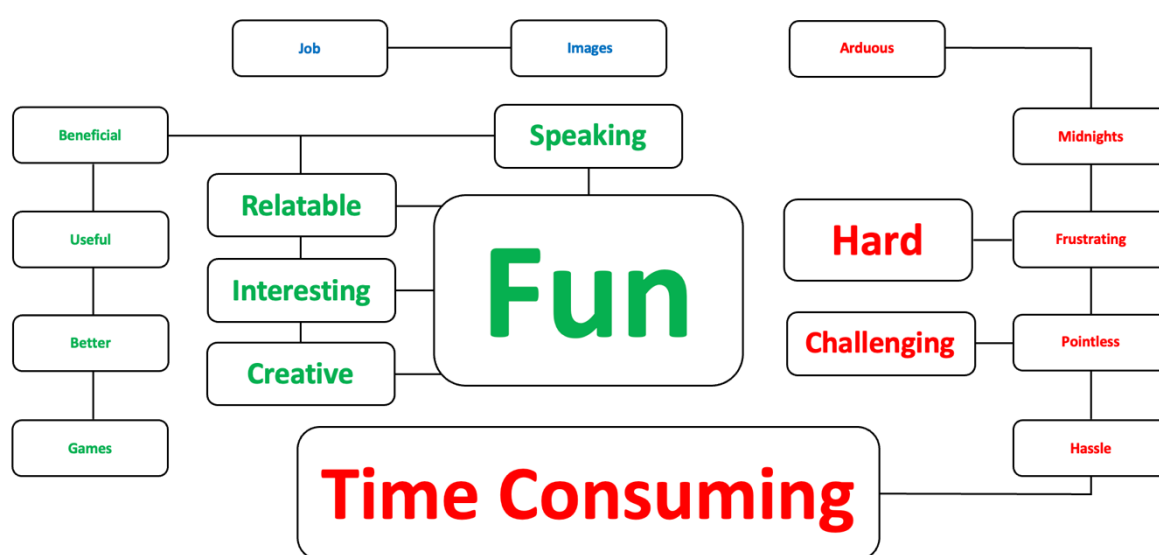 Job
Images
Arduous
Beneficial
Speaking
Midnights
Relatable
Useful
Hard
Frustrating
Interesting
Fun
Better
Challenging
Pointless
Creative
Games
Hassle
Time Consuming